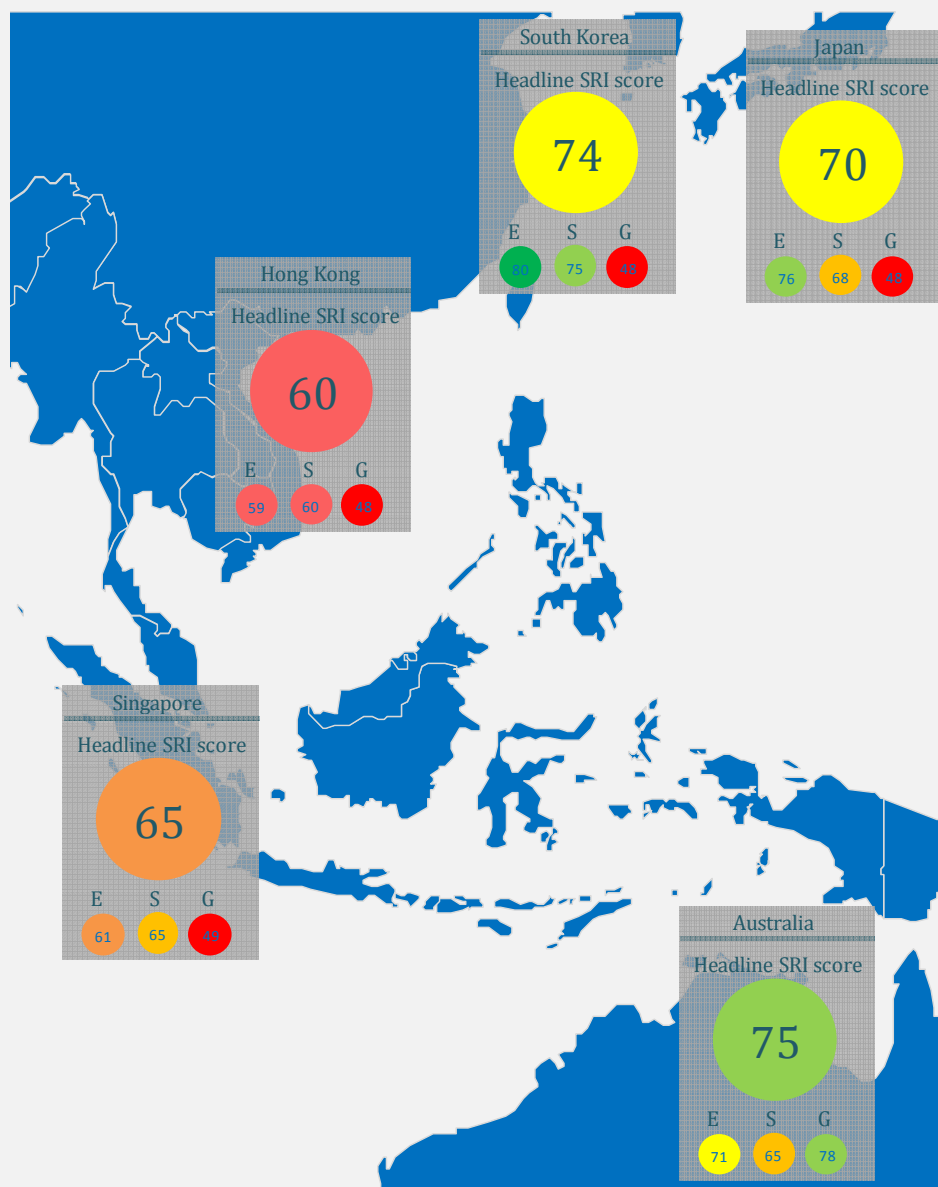 South Korea
Headline SRI score
74
E S G
80 75 48
Japan
Headline SRI score
70
E S G
76 68 48
Hong Kong
Headline SRI score
60
E S G
59 60 48
Singapore
Headline SRI score
65
E S G
61 65 49
Australia
Headline SRI score
75
E S G
71 65 78